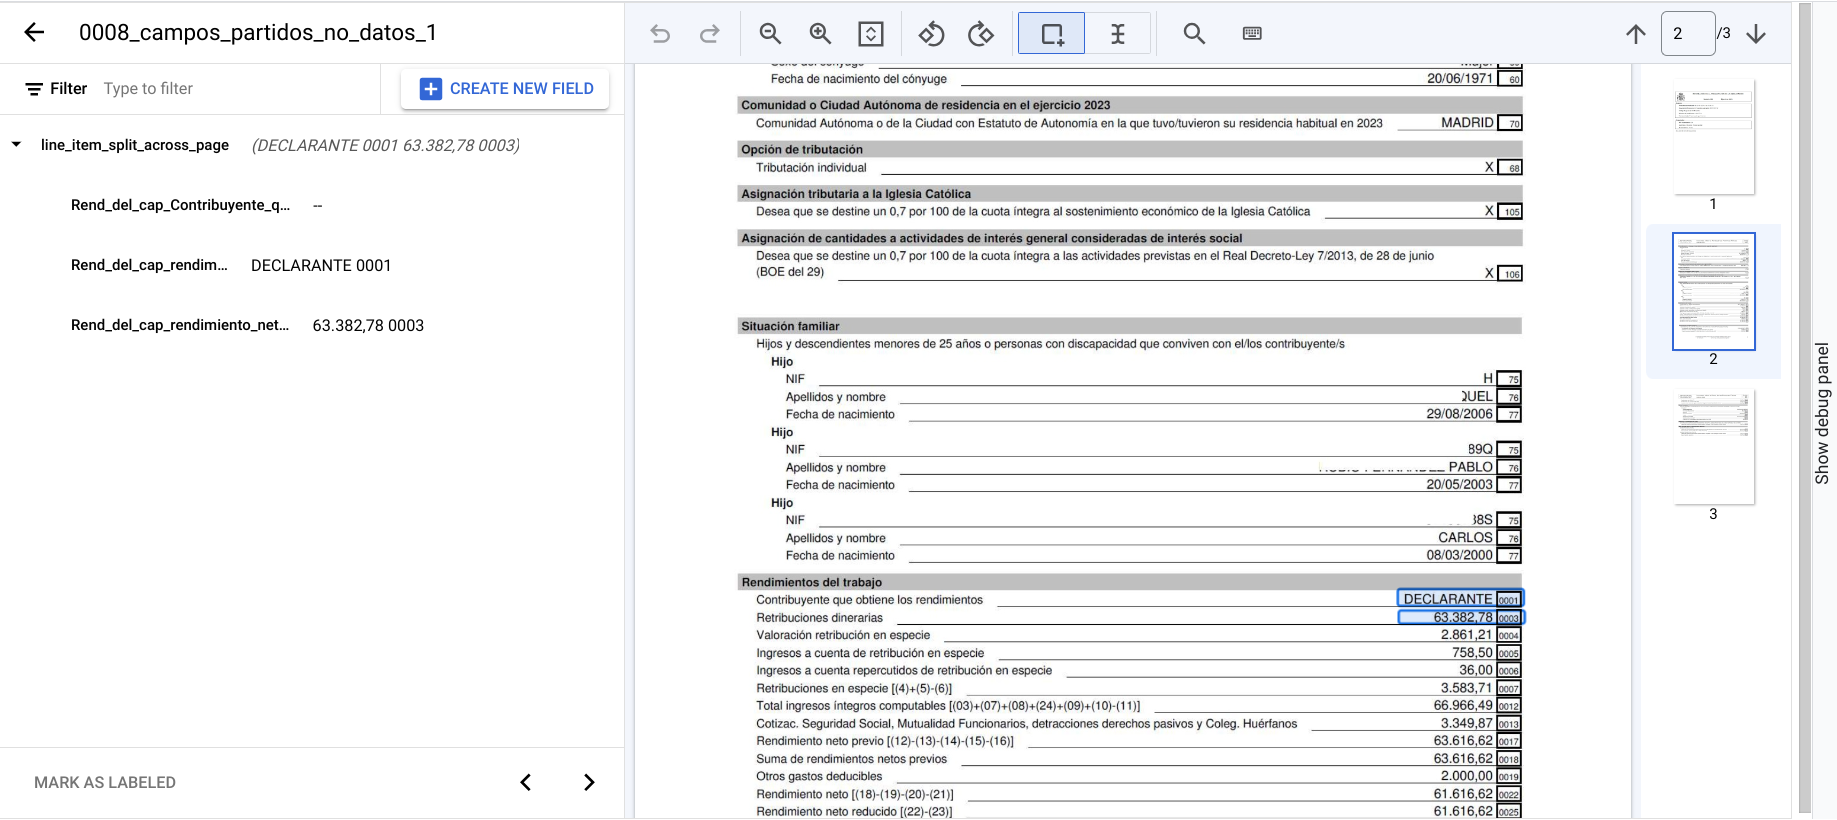 0008_campos_partidos_no_datos_1
2 /3
Filter Type to filter
CREATE NEW FIELD
line_item_split_across_page (DECLARANTE 0001 63.382,78 0003)
Rend_del_cap_Contribuyente_q... --
Rend_del_cap_rendim... DECLARANTE 0001
Rend_del_cap_rendimiento_net... 63.382,78 0003
MARK AS LABELED
Fecha de nacimiento del cónyuge 20/06/1971 60
Comunidad o Ciudad Autónoma de residencia en el ejercicio 2023
Comunidad Autónoma o de la Ciudad con Estatuto de Autonomía en la que tuvo/tuvieron su residencia habitual en 2023 MADRID 70
Opción de tributación
Tributación individual X 68
Asignación tributaria a la Iglesia Católica
Desea que se destine un 0,7 por 100 de la cuota íntegra al sostenimiento económico de la Iglesia Católica X 105
Asignación de cantidades a actividades de interés general consideradas de interés social
Desea que se destine un 0,7 por 100 de la cuota íntegra a las actividades previstas en el Real Decreto-Ley 7/2013, de 28 de junio
(BOE del 29) X 106
Situación familiar
Hijos y descendientes menores de 25 años o personas con discapacidad que conviven con el/los contribuyente/s
Hijo
NIF H 75
Apellidos y nombre QUEL 76
Fecha de nacimiento 29/08/2006 77
Hijo
NIF 89Q 75
Apellidos y nombre PABLO 76
Fecha de nacimiento 20/05/2003 77
Hijo
NIF 38S 75
Apellidos y nombre CARLOS 76
Fecha de nacimiento 08/03/2000 77
Rendimientos del trabajo
Contribuyente que obtiene los rendimientos DECLARANTE 0001
Retribuciones dinerarias 63.382,78 0003
Valoración retribución en especie 2.861,21 0004
Ingresos a cuenta de retribución en especie 758,50 0005
Ingresos a cuenta repercutidos de retribución en especie 36,00 0006
Retribuciones en especie [(4)+(5)-(6)] 3.583,71 0007
Total ingresos íntegros computables [(03)+(07)+(08)+(24)+(09)+(10)-(11)] 66.966,49 0012
Cotizac. Seguridad Social, Mutualidad Funcionarios, detracciones derechos pasivos y Coleg. Huérfanos 3.349,87 0013
Rendimiento neto previo [(12)-(13)-(14)-(15)-(16)] 63.616,62 0017
Suma de rendimientos netos previos 63.616,62 0018
Otros gastos deducibles 2.000,00 0019
Rendimiento neto [(18)-(19)-(20)-(21)] 61.616,62 0022
Rendimiento neto reducido [(22)-(23)] 61.616,62 0025
1
2
3
Show debug panel